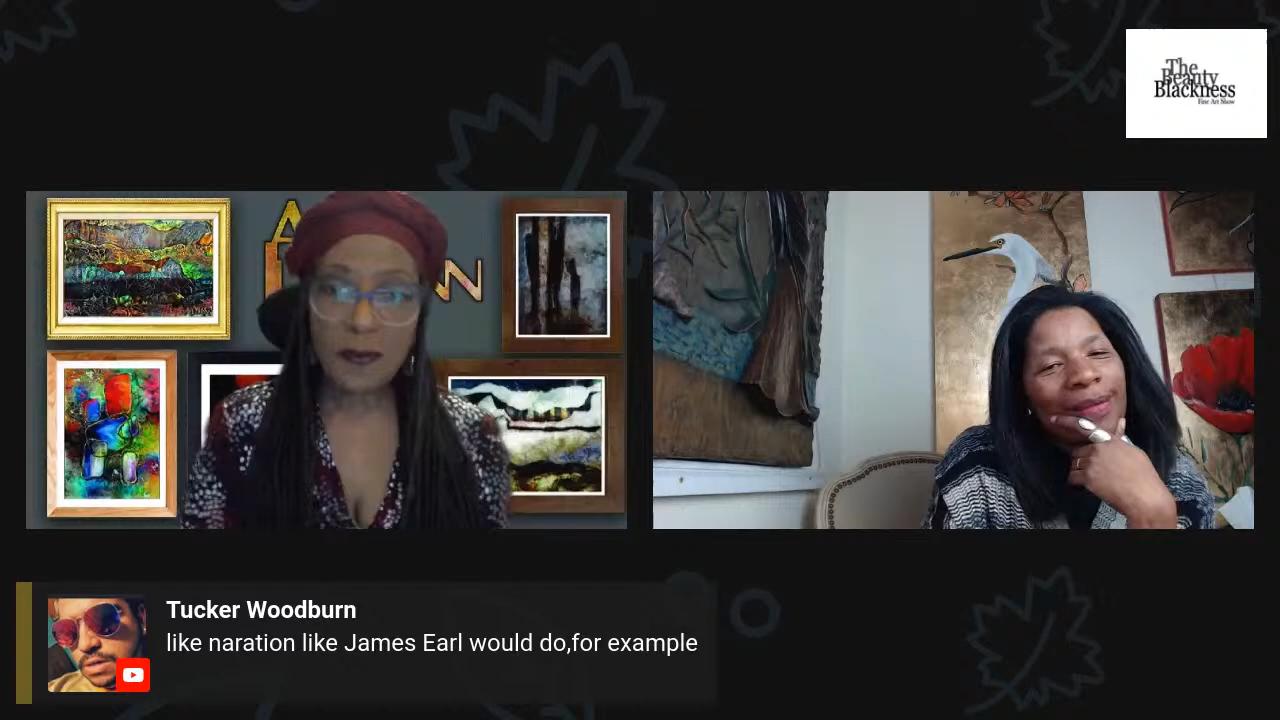 The
Beauty
Blackness
Fine Art Show
Tucker Woodburn
like naration like James Earl would do,for example